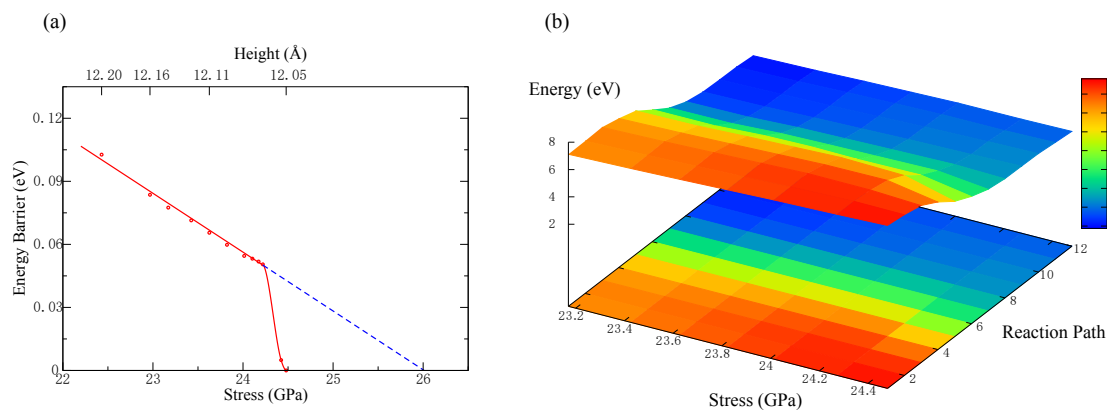 (a)
Height (Å)
12.20 12.16 12.11 12.05
0.12
0.09
0.06
0.03
0
Energy Barrier (eV)
22 23 24 25 26
Stress (GPa)
(b)
Energy (eV)
8
6
4
2
23.2 23.4 23.6 23.8 24 24.2 24.4
Stress (GPa)
2 4 6 8 10 12
Reaction Path